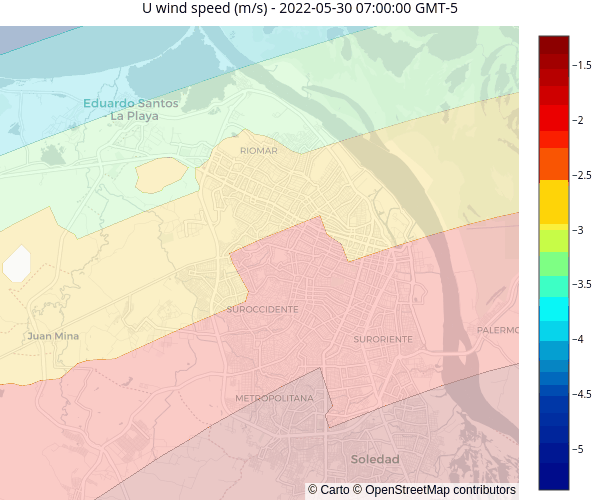 U wind speed (m/s) - 2022-05-30 07:00:00 GMT-5
Eduardo Santos
La Playa
RIOMAR
SUROCCIDENTE
Juan Mina
SURORIENTE
PALERMO
METROPOLITANA
Soledad
© Carto © OpenStreetMap contributors
−1.5
−2
−2.5
−3
−3.5
−4
−4.5
−5